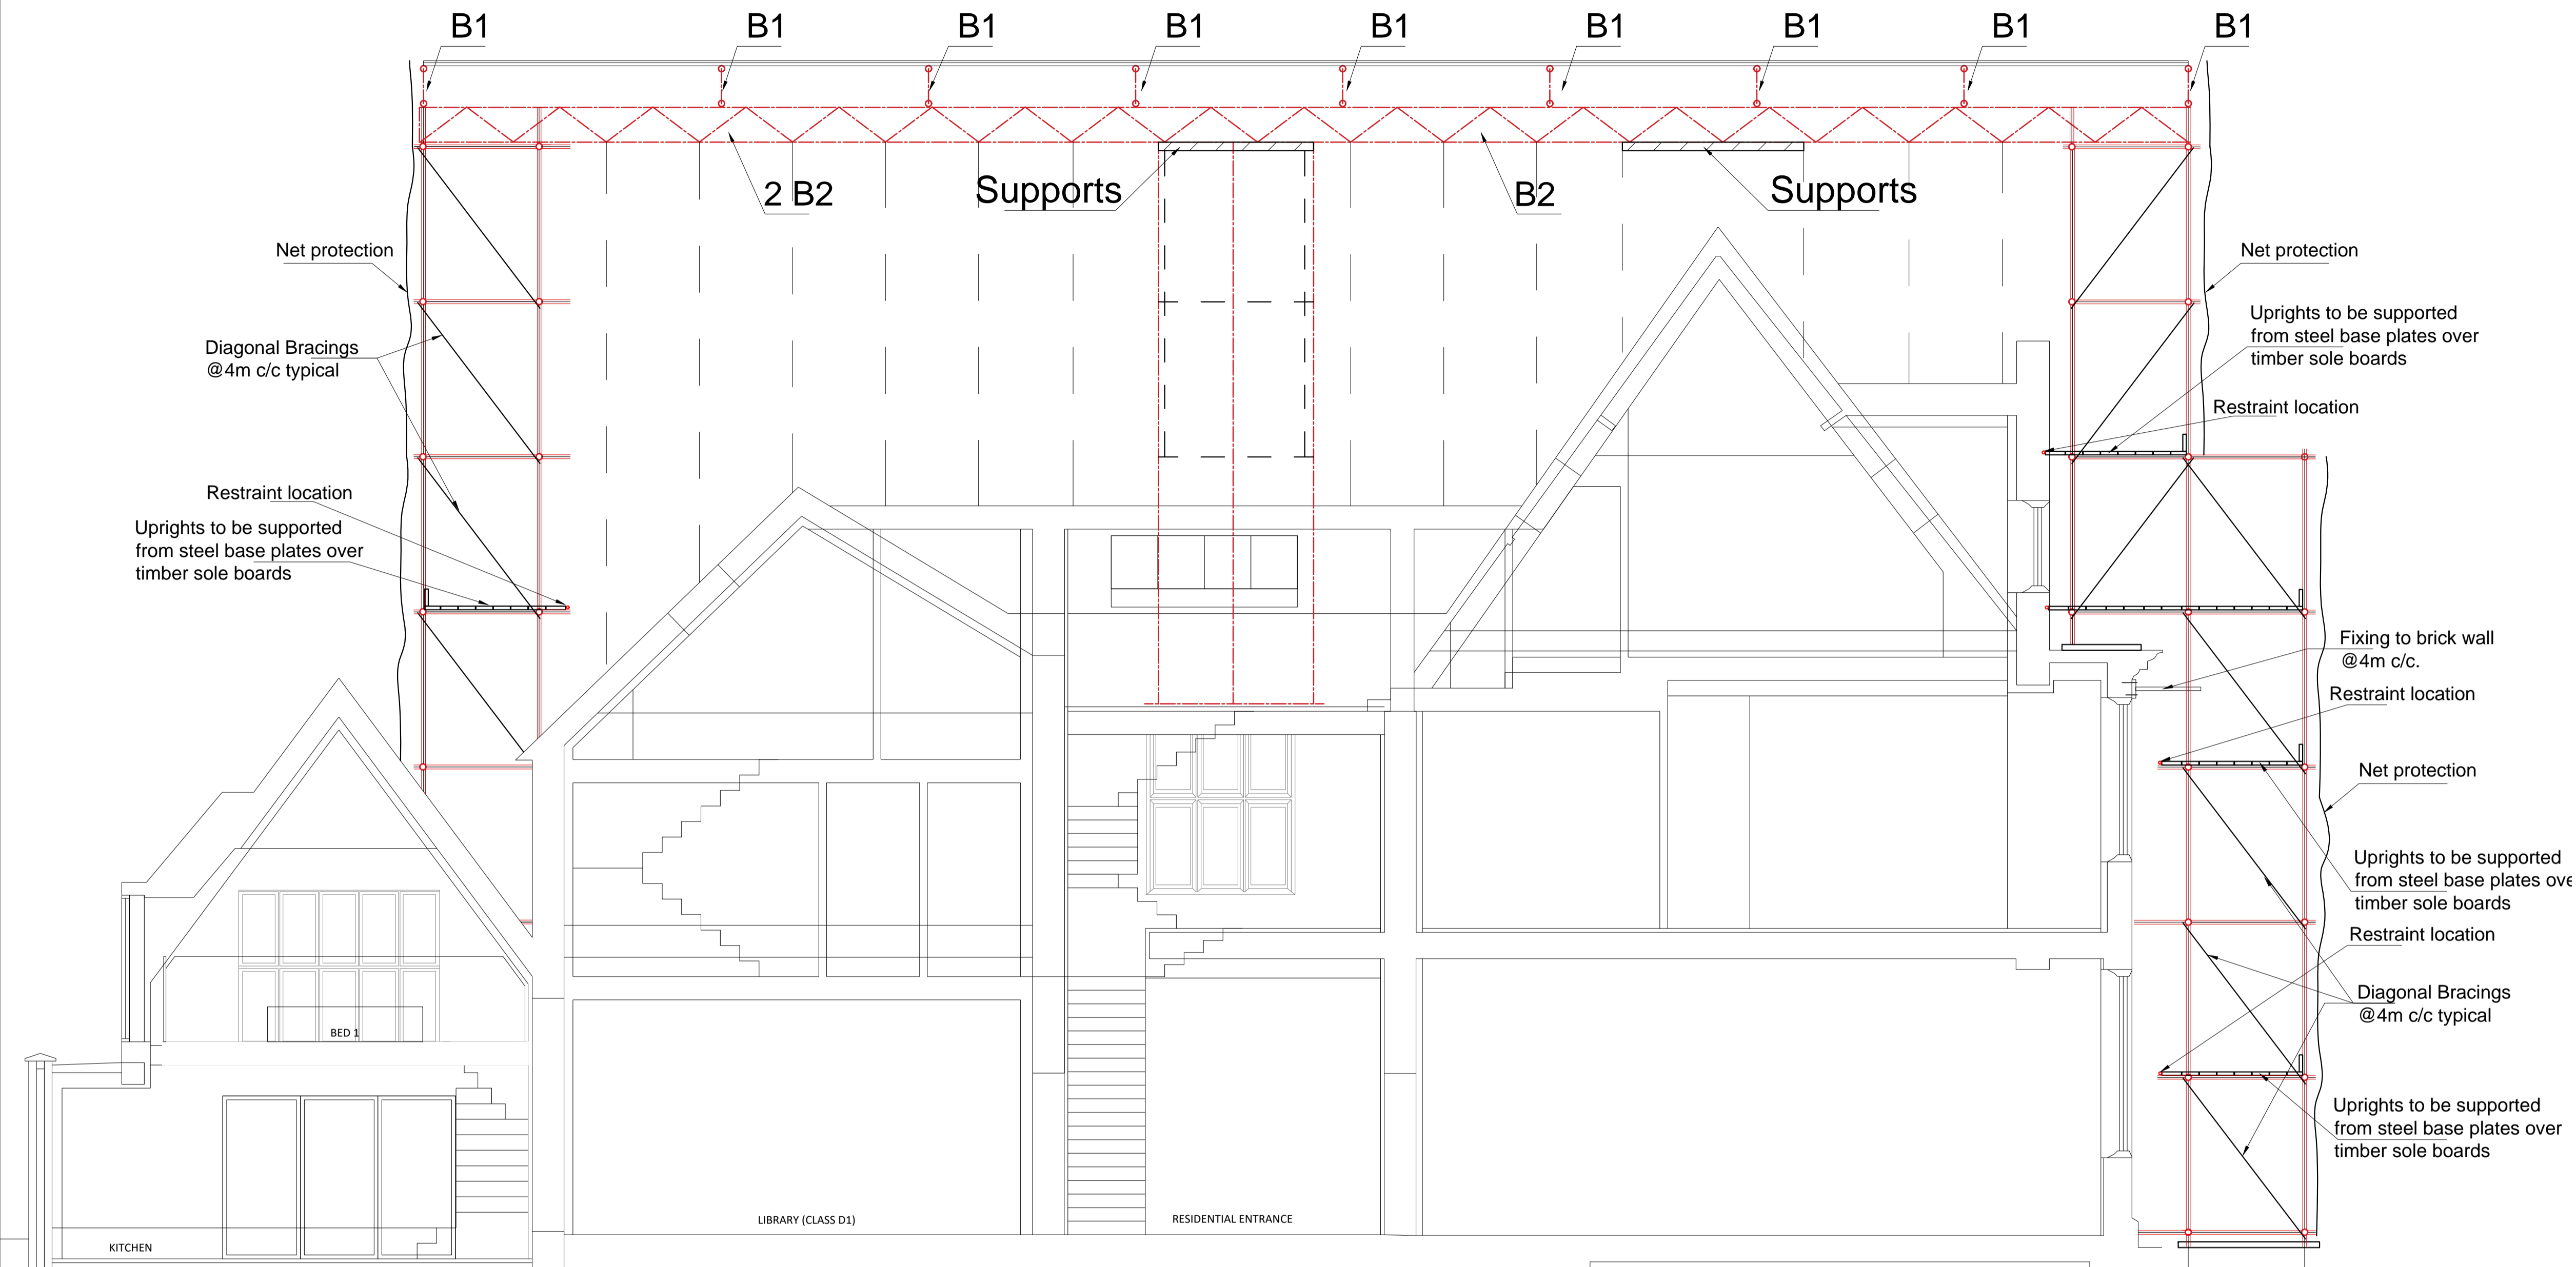 B1
B1
B1
B1
B1
B1
B1
B1
B1
2 B2
Supports
B2
Supports
Net protection
Diagonal Bracings
@4m c/c typical
Restraint location
Uprights to be supported
from steel base plates over
timber sole boards
Net protection
Uprights to be supported
from steel base plates over
timber sole boards
Restraint location
Fixing to brick wall
@4m c/c.
Restraint location
Net protection
Uprights to be supported
from steel base plates ove
timber sole boards
Restraint location
Diagonal Bracings
@4m c/c typical
Uprights to be supported
from steel base plates over
timber sole boards
BED 1
KITCHEN
LIBRARY (CLASS D1)
RESIDENTIAL ENTRANCE